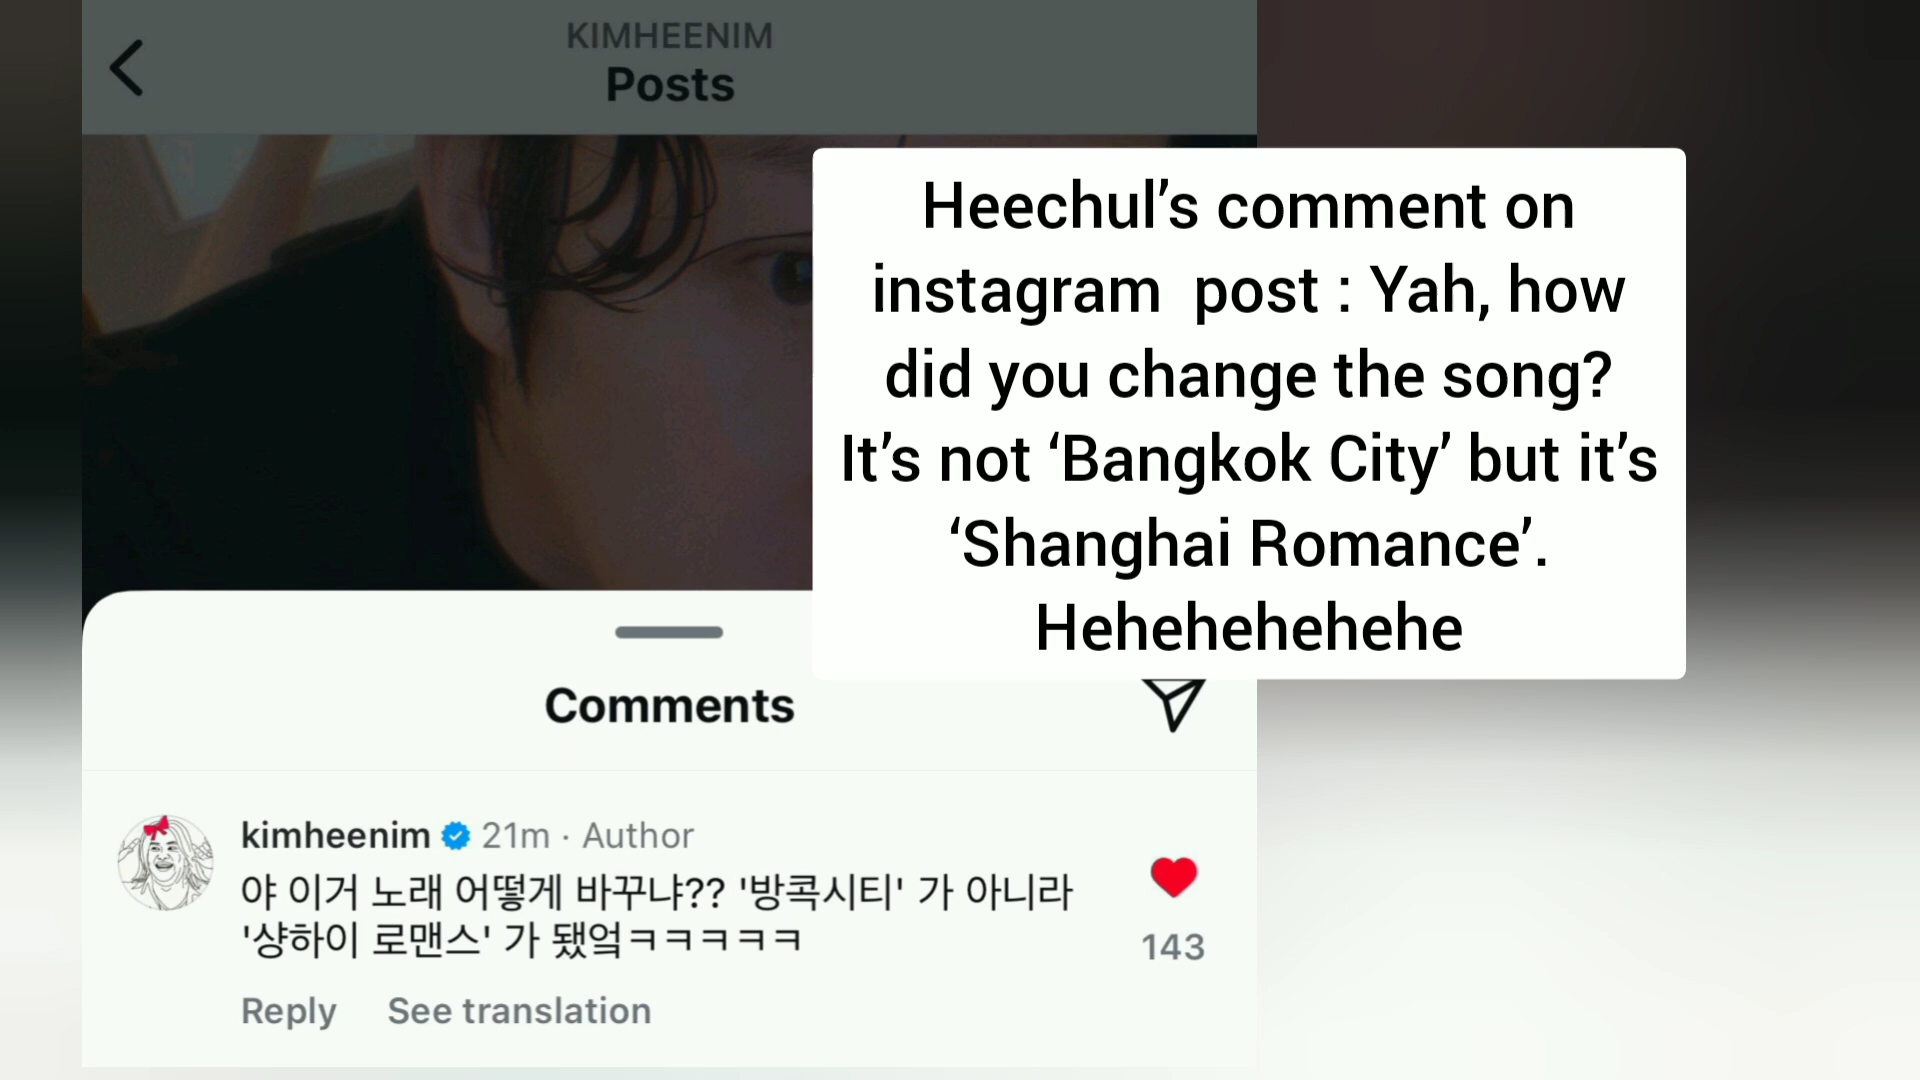 KIMHEENIM
Posts
Heechul’s comment on
instagram post : Yah, how
did you change the song?
It’s not ‘Bangkok City’ but it’s
‘Shanghai Romance’.
Hehehehehehe
Comments
kimheenim 21m · Author
야 이거 노래 어떻게 바꾸냐?? '방콕시티' 가 아니라
'샹하이 로맨스' 가 됐엌ㅋㅋㅋㅋㅋ
143
Reply See translation